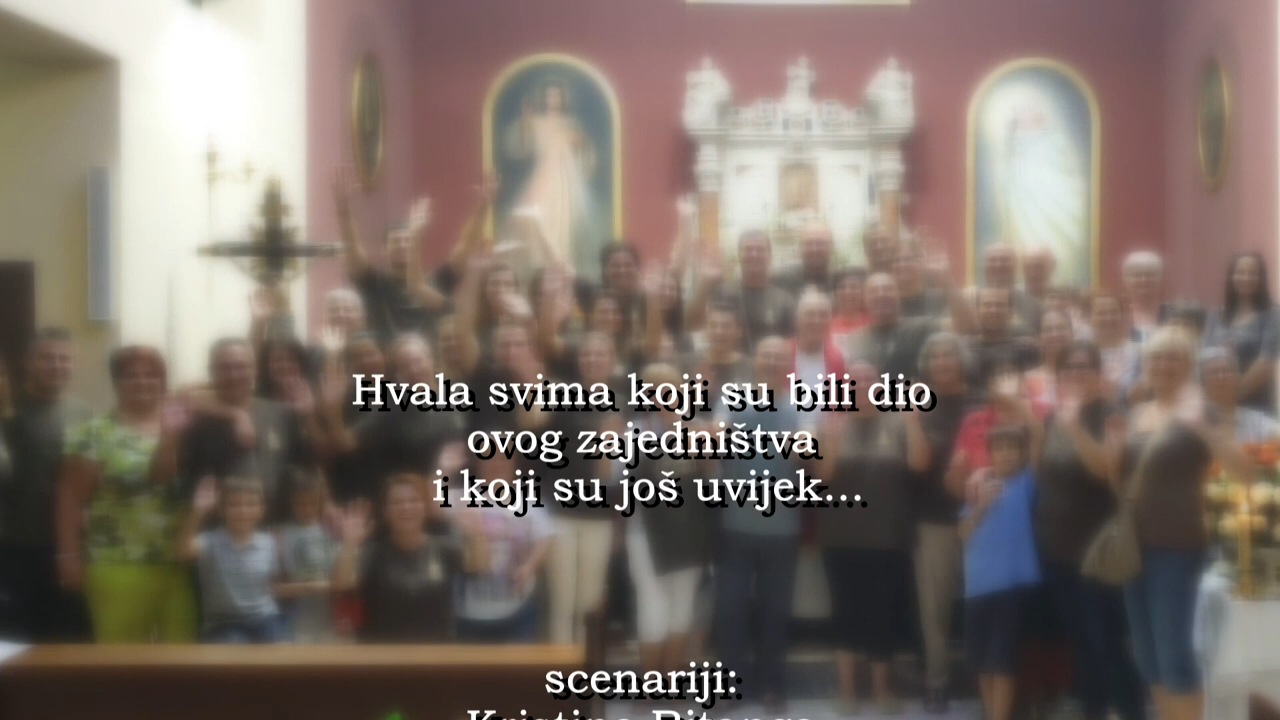 Hvala svima koji su bili dio
ovog zajedništva
i koji su još uvijek...
scenariji: